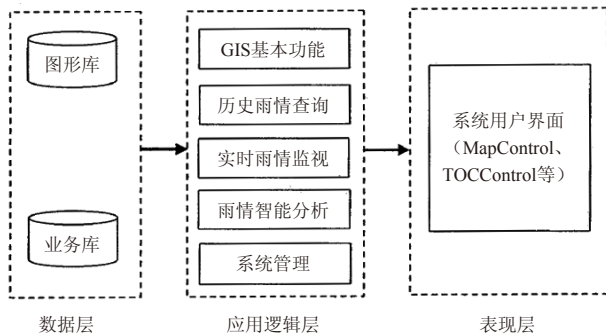 图形库
业务库
数据层
GIS基本功能
历史雨情查询
实时雨情监视
雨情智能分析
系统管理
应用逻辑层
系统用户界面
（MapControl、
TOCControl等）
表现层